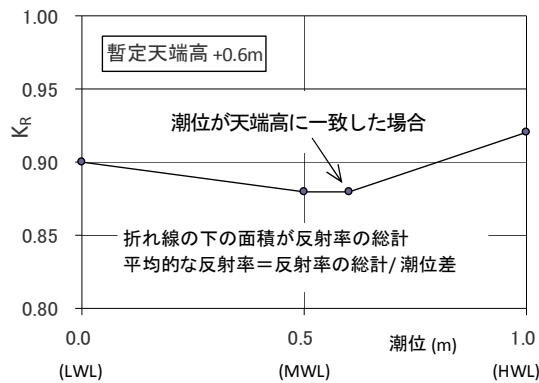 1.00
暫定天端高 +0.6m
0.95
K_R
潮位が天端高に一致した場合
0.90
0.85
折れ線の下の面積が反射率の総計
平均的な反射率＝反射率の総計/潮位差
0.80
0.0 0.5 潮位 (m) 1.0
(LWL) (MWL) (HWL)